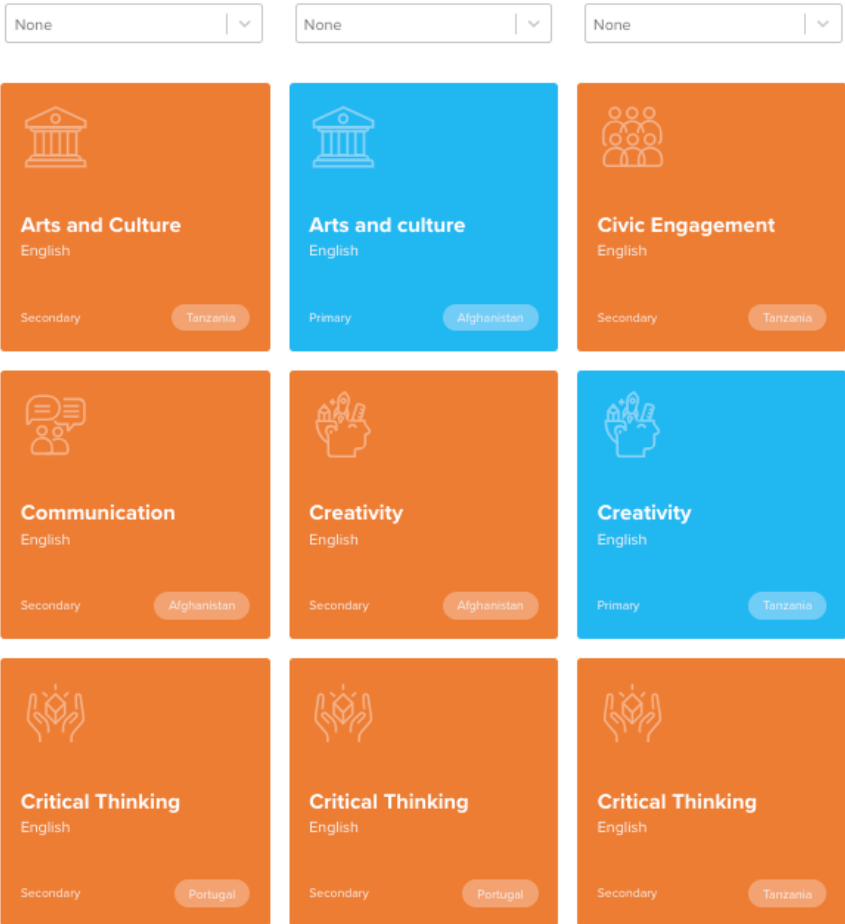 None
None
None
Arts and Culture
English
Secondary
Tanzania
Arts and culture
English
Primary
Afghanistan
Civic Engagement
English
Secondary
Tanzania
Communication
English
Secondary
Afghanistan
Creativity
English
Secondary
Afghanistan
Creativity
English
Primary
Tanzania
Critical Thinking
English
Secondary
Portugal
Critical Thinking
English
Secondary
Portugal
Critical Thinking
English
Secondary
Tanzania